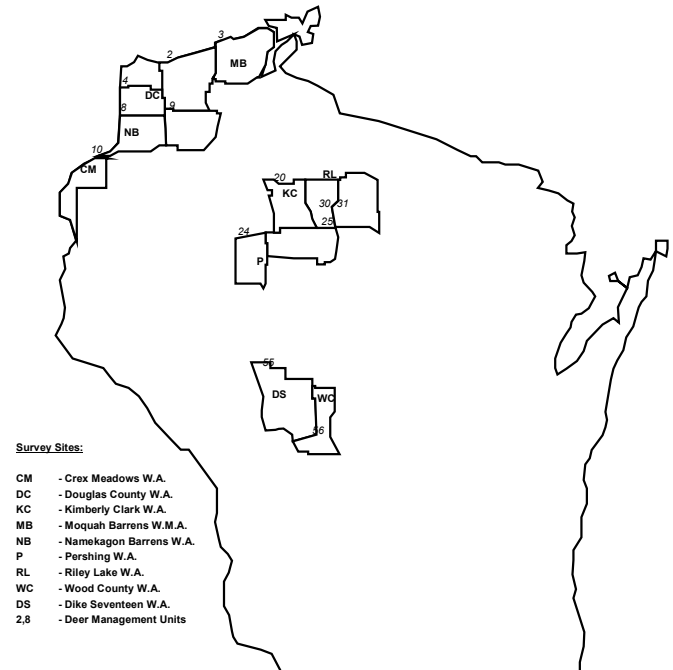 3
2
MB
4
DC
8
9
NB
10
CM
RL
20
KC
30 31
25
24
P
55
DS
WC
56
Survey Sites:
CM - Crex Meadows W.A.
DC - Douglas County W.A.
KC - Kimberly Clark W.A.
MB - Moquah Barrens W.M.A.
NB - Namekagon Barrens W.A.
P - Pershing W.A.
RL - Riley Lake W.A.
WC - Wood County W.A.
DS - Dike Seventeen W.A.
2,8 - Deer Management Units